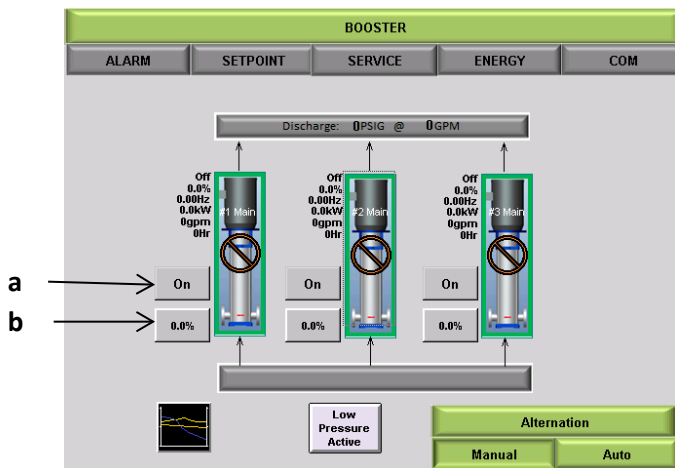 BOOSTER
ALARM SETPOINT SERVICE ENERGY COM
Discharge: 0PSIG @ 0GPM
Off
0.0%
0.00Hz
0.0kW
0gpm
0Hr
#1 Main
Off
0.0%
0.00Hz
0.0kW
0gpm
0Hr
#2 Main
Off
0.0%
0.00Hz
0.0kW
0gpm
0Hr
#3 Main
a
On
On
On
b
0.0%
0.0%
0.0%
Low
Pressure
Active
Alternation
Manual Auto